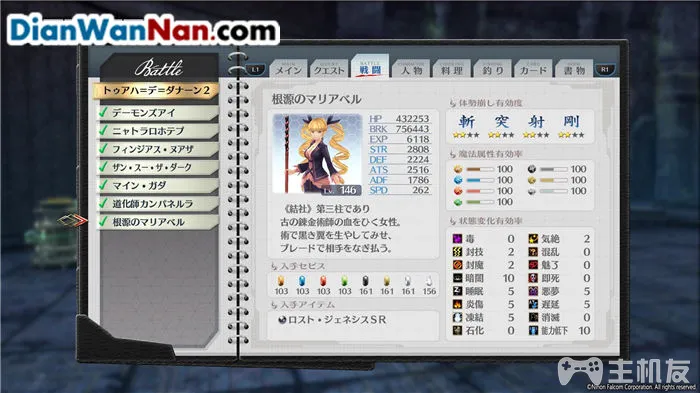 DianWanNan.com
Battle
L1
メイン
クエスト
戦闘
人物
料理
釣り
カード
書物
R1
トゥアハ=デ=ダナーン2
デーモンズアイ
ニャトラロホテプ
フィンジアス・ヌアザ
ザン・スー・ザ・ダーク
マイン・ガダ
道化師カンパネルラ
根源のマリアベル
根源のマリアベル
HP 432253
BRK 756443
EXP 6118
STR 2808
DEF 2224
ATS 2516
ADF 1786
SPD 262
Lv. 146
《結社》第三柱であり
古の錬金術師の血をひく女性。
術で黒き翼を生やしてみせ、
ブレードで相手をなぎ払う。
入手セピス
103 103 103 103 161 161 161 156
入手アイテム
ロスト・ジェネシスSR
体勢崩し有効度
斬 突 射 剛
魔法属性有効率
100 100
100 100
100 100
100
状態変化有効率
毒 0 気絶 2
封技 2 混乱 0
封魔 2 魅了 0
暗闇 10 即死 0
睡眠 5 悪夢 5
炎傷 5 遅延 5
凍結 5 消滅 0
石化 0 能力低下 10
主机友
©Nihon Falcom Corporation. All rights reserved.